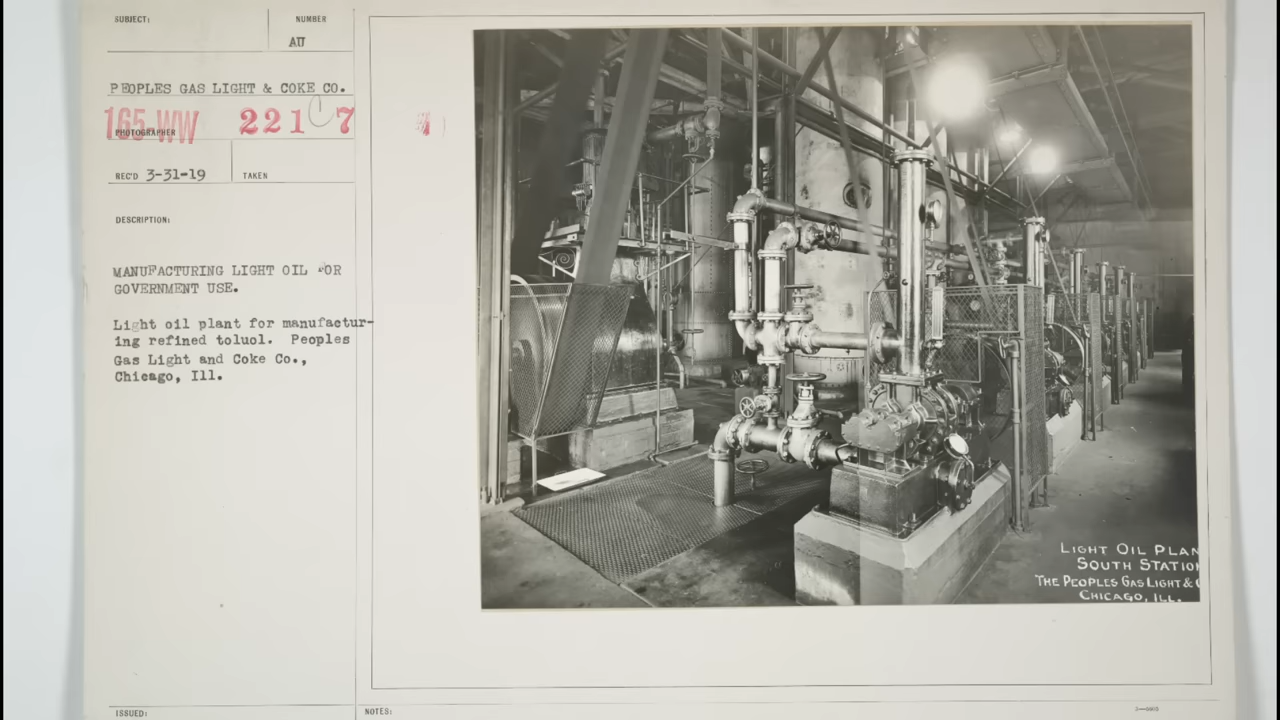 SUBJECT:
NUMBER
AU
PEOPLES GAS LIGHT & COKE CO.
165-WW 221 C 7
PHOTOGRAPHER
REC'D 3-31-19 TAKEN
DESCRIPTION:
MANUFACTURING LIGHT OIL FOR
GOVERNMENT USE.
Light oil plant for manufactur-
ing refined toluol. Peoples
Gas Light and Coke Co.,
Chicago, Ill.
LIGHT OIL PLAN
SOUTH STATION
THE PEOPLES GAS LIGHT &
CHICAGO, ILL.
ISSUED:
NOTES: